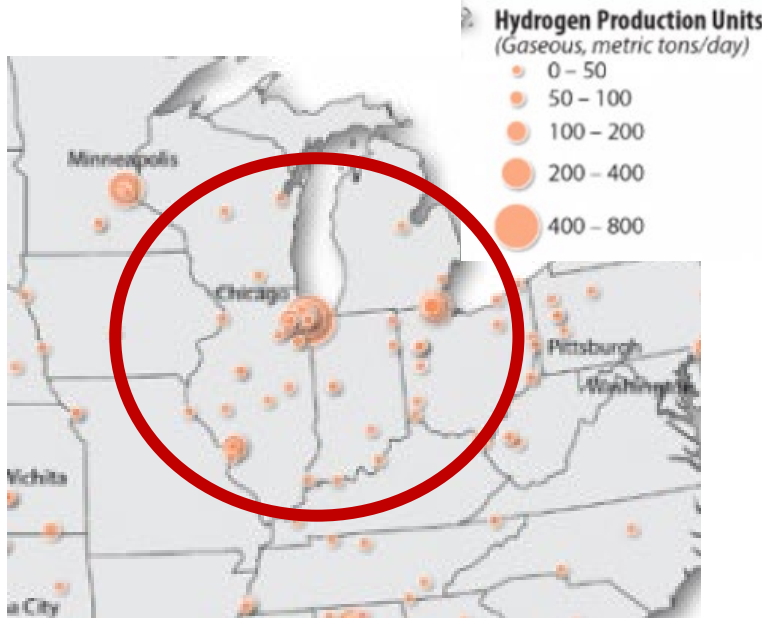 Hydrogen Production Units
(Gaseous, metric tons/day)
0 – 50
50 – 100
100 – 200
200 – 400
400 – 800
Minneapolis
Chicago
Pittsburgh
Washington
Wichita
a City